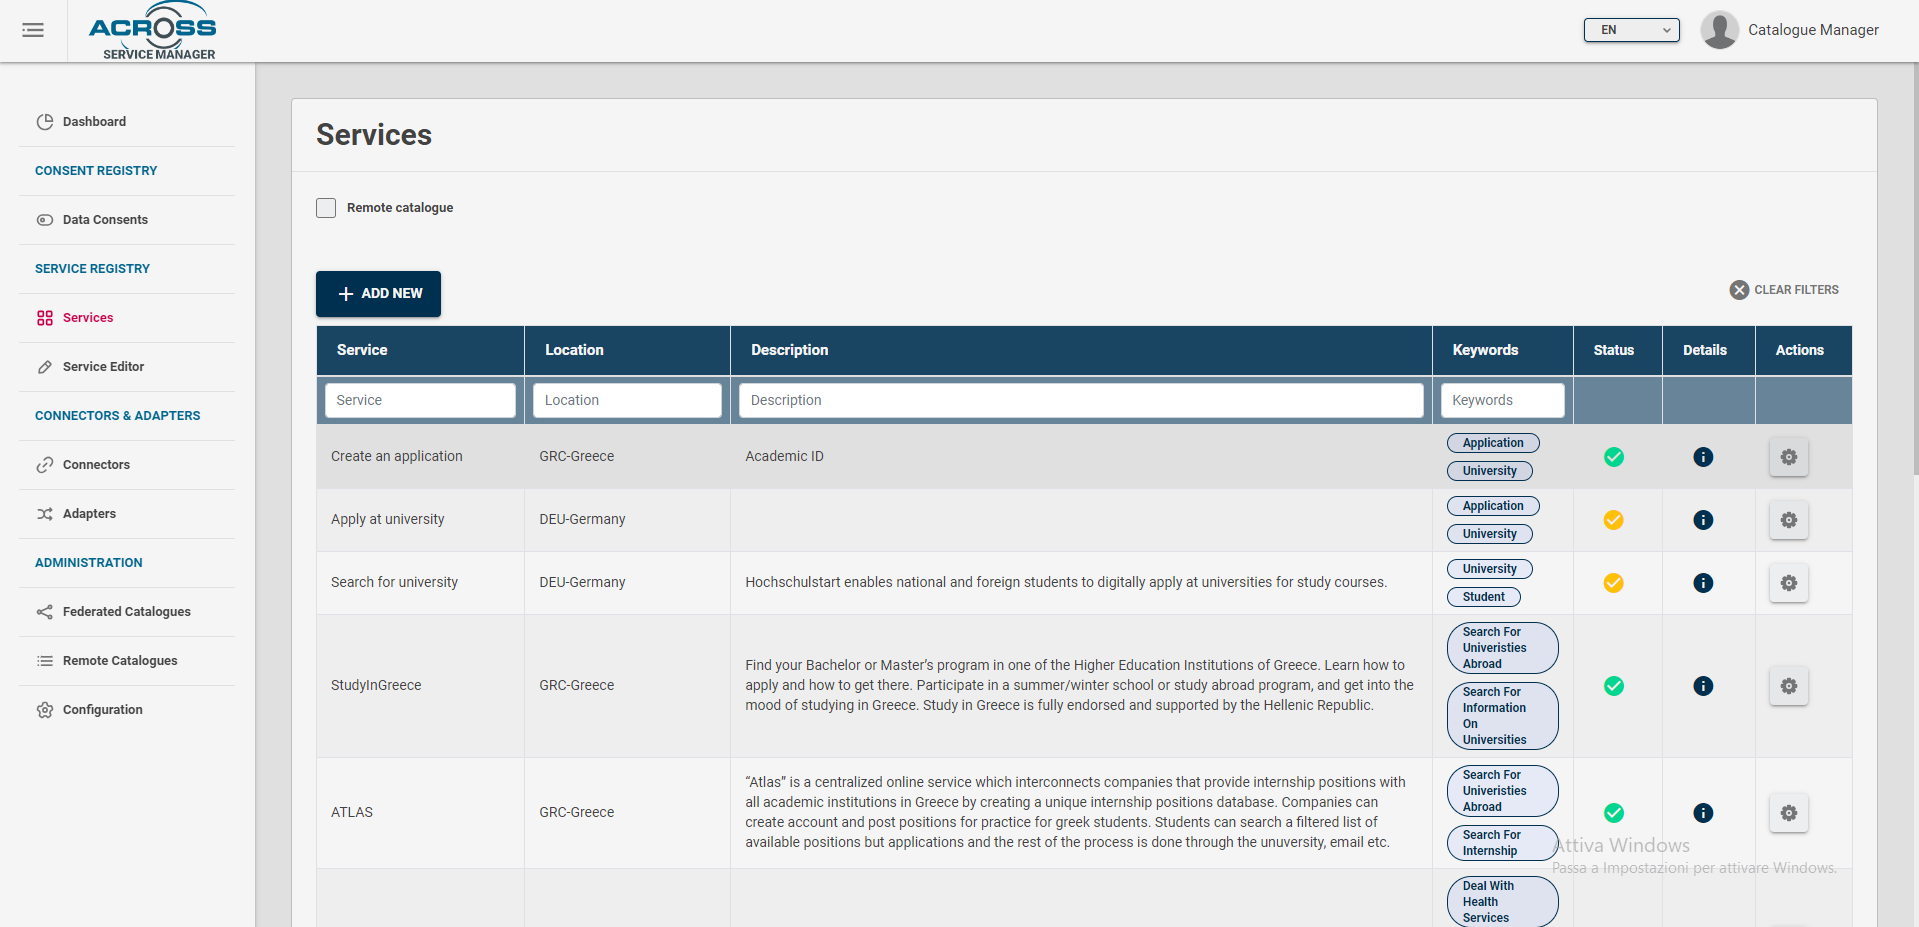 ACROSS
SERVICE MANAGER
EN
Catalogue Manager
Dashboard
CONSENT REGISTRY
Data Consents
SERVICE REGISTRY
Services
Service Editor
CONNECTORS & ADAPTERS
Connectors
Adapters
ADMINISTRATION
Federated Catalogues
Remote Catalogues
Configuration
Services
Remote catalogue
ADD NEW
CLEAR FILTERS
Service Location Description Keywords Status Details Actions
Service Location Description Keywords
Create an application GRC-Greece Academic ID
Application
University
Apply at university DEU-Germany
Application
University
Search for university DEU-Germany Hochschulstart enables national and foreign students to digitally apply at universities for study courses.
University
Student
StudyInGreece GRC-Greece
Find your Bachelor or Master's program in one of the Higher Education Institutions of Greece. Learn how to
apply and how to get there. Participate in a summer/winter school or study abroad program, and get into the
mood of studying in Greece. Study in Greece is fully endorsed and supported by the Hellenic Republic.
Search For
Univeristies
Abroad
Search For
Information
On
Universities
ATLAS GRC-Greece
“Atlas” is a centralized online service which interconnects companies that provide internship positions with
all academic institutions in Greece by creating a unique internship positions database. Companies can
create account and post positions for practice for greek students. Students can search a filtered list of
available positions but applications and the rest of the process is done through the unuversity, email etc.
Search For
Univeristies
Abroad
Search For
Internship
Deal With
Health
Services
Attiva Windows
Passa a Impostazioni per attivare Windows.